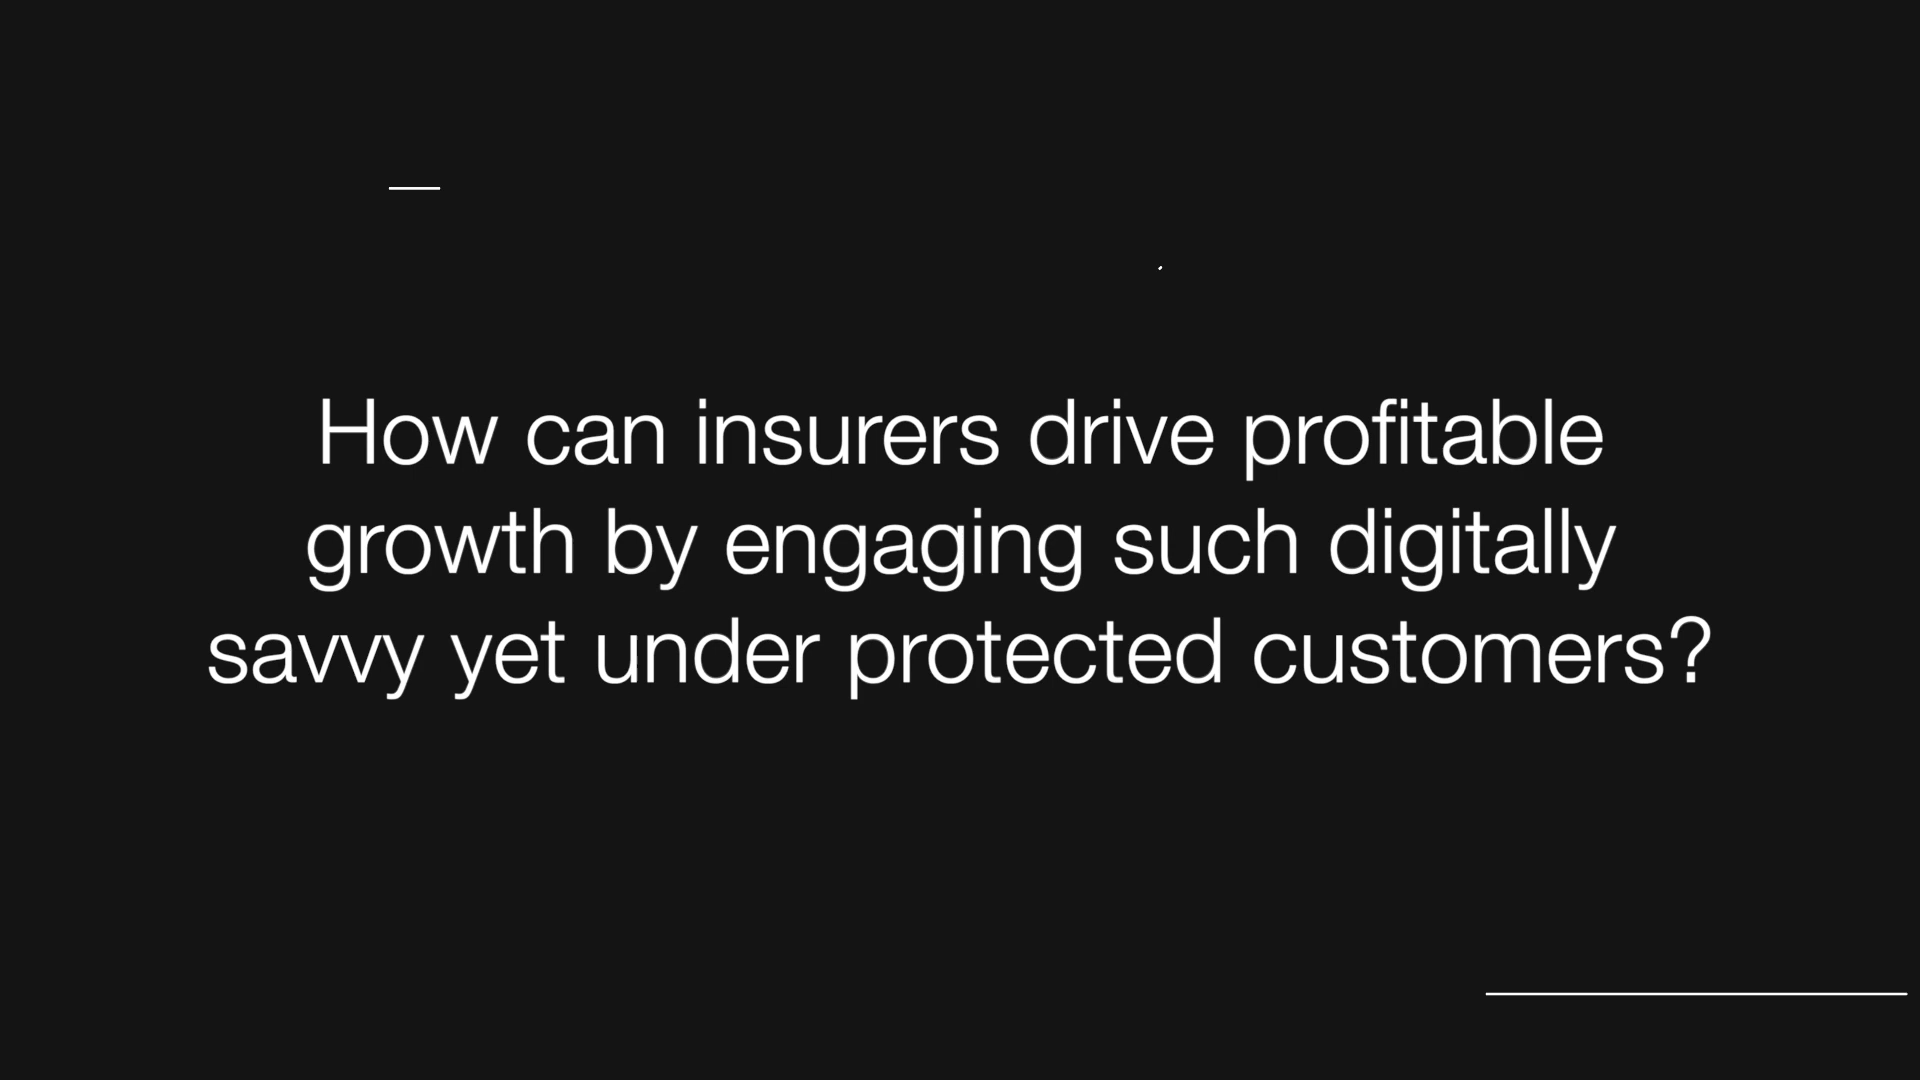 How can insurers drive profitable
growth by engaging such digitally
savvy yet under protected customers?